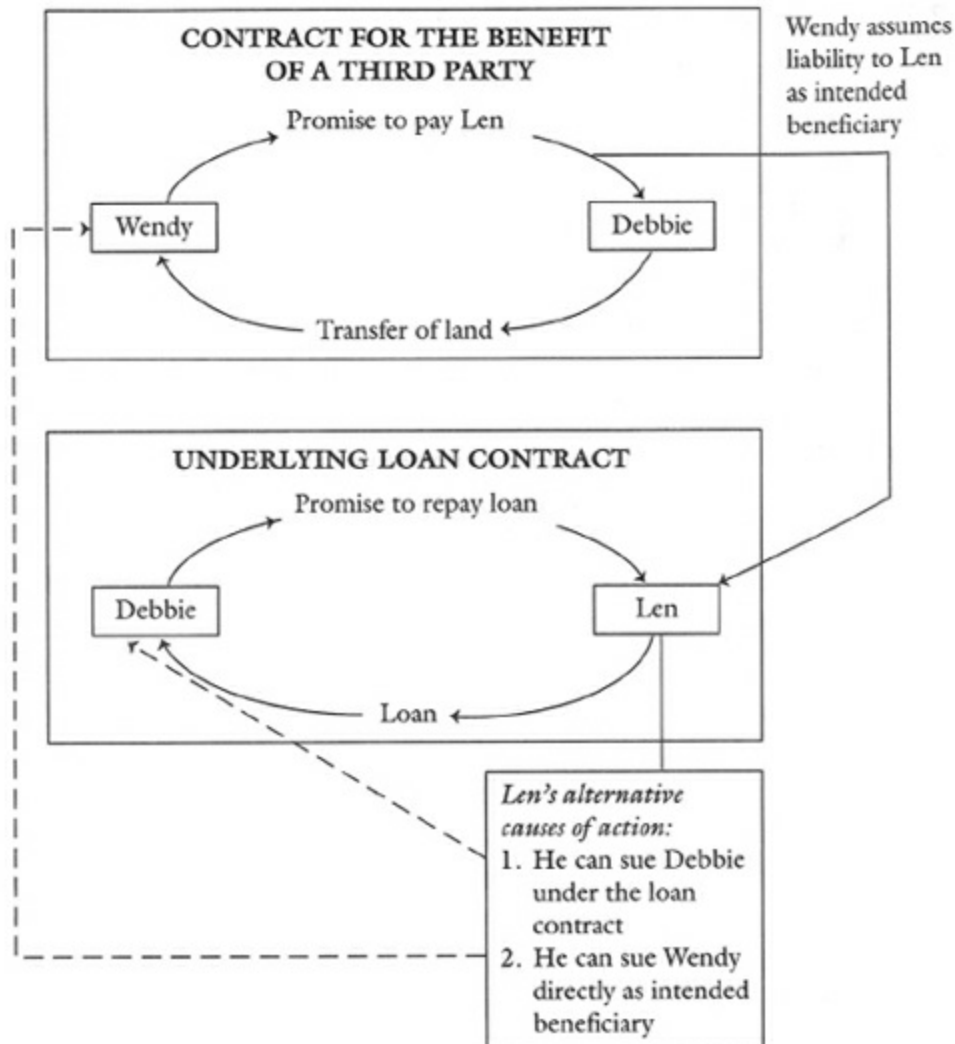 CONTRACT FOR THE BENEFIT
OF A THIRD PARTY
Wendy assumes
liability to Len
as intended
beneficiary
Promise to pay Len
Wendy
Debbie
Transfer of land
UNDERLYING LOAN CONTRACT
Promise to repay loan
Debbie
Len
Loan
Len's alternative
causes of action:
1. He can sue Debbie
under the loan
contract
2. He can sue Wendy
directly as intended
beneficiary